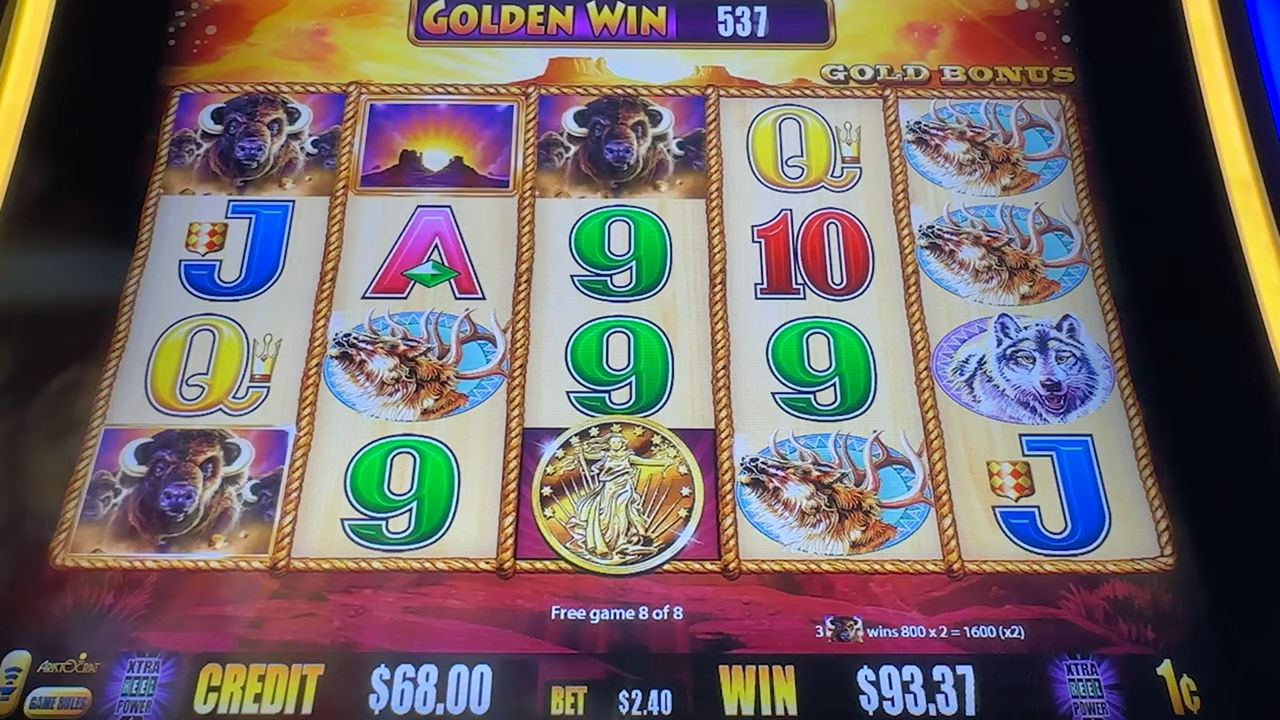 GOLDEN WIN 537
GOLD BONUS
Q
J A 9 10
Q 9 9
9 J
Free game 8 of 8
3 wins 800 x 2 = 1600 (x2)
ARISTOCRAT
GAME RULES
XTRA
REEL
POWER
CREDIT $68.00 BET $2.40 WIN $93.37
XTRA
REEL
POWER
1¢